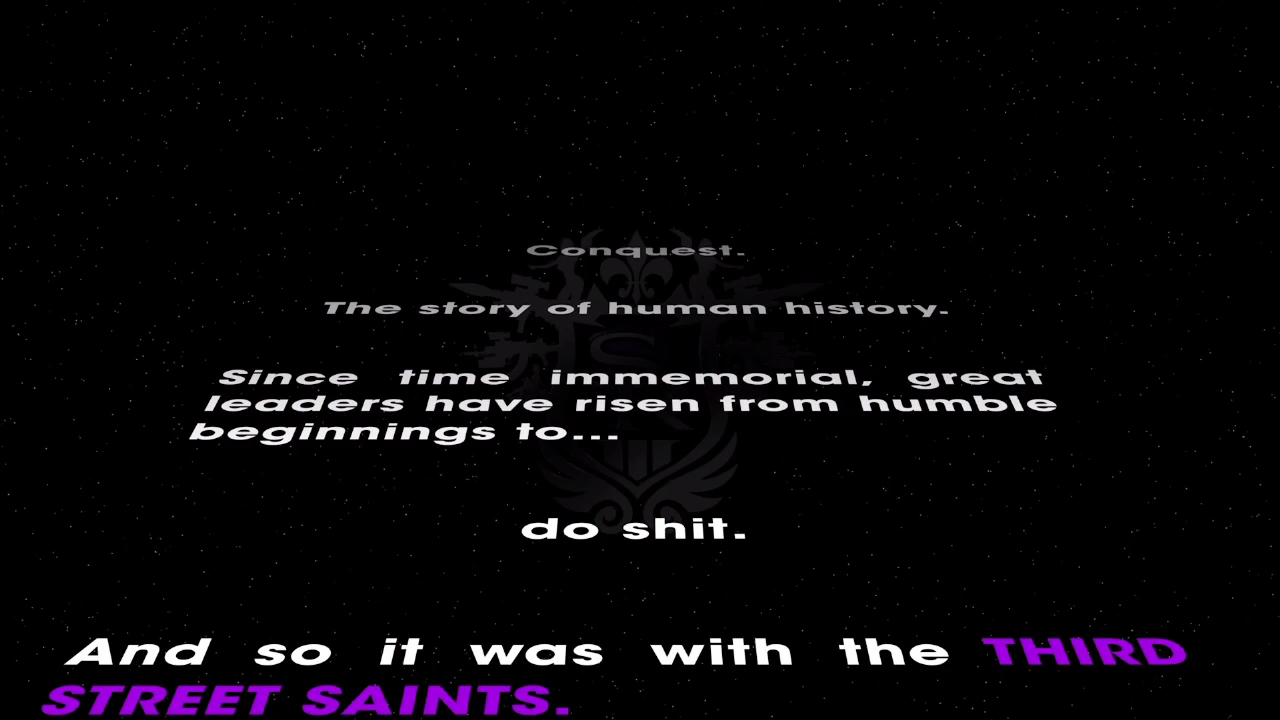 Conquest.
The story of human history.
Since time immemorial, great
leaders have risen from humble
beginnings to...
do shit.
And so it was with the THIRD
STREET SAINTS.